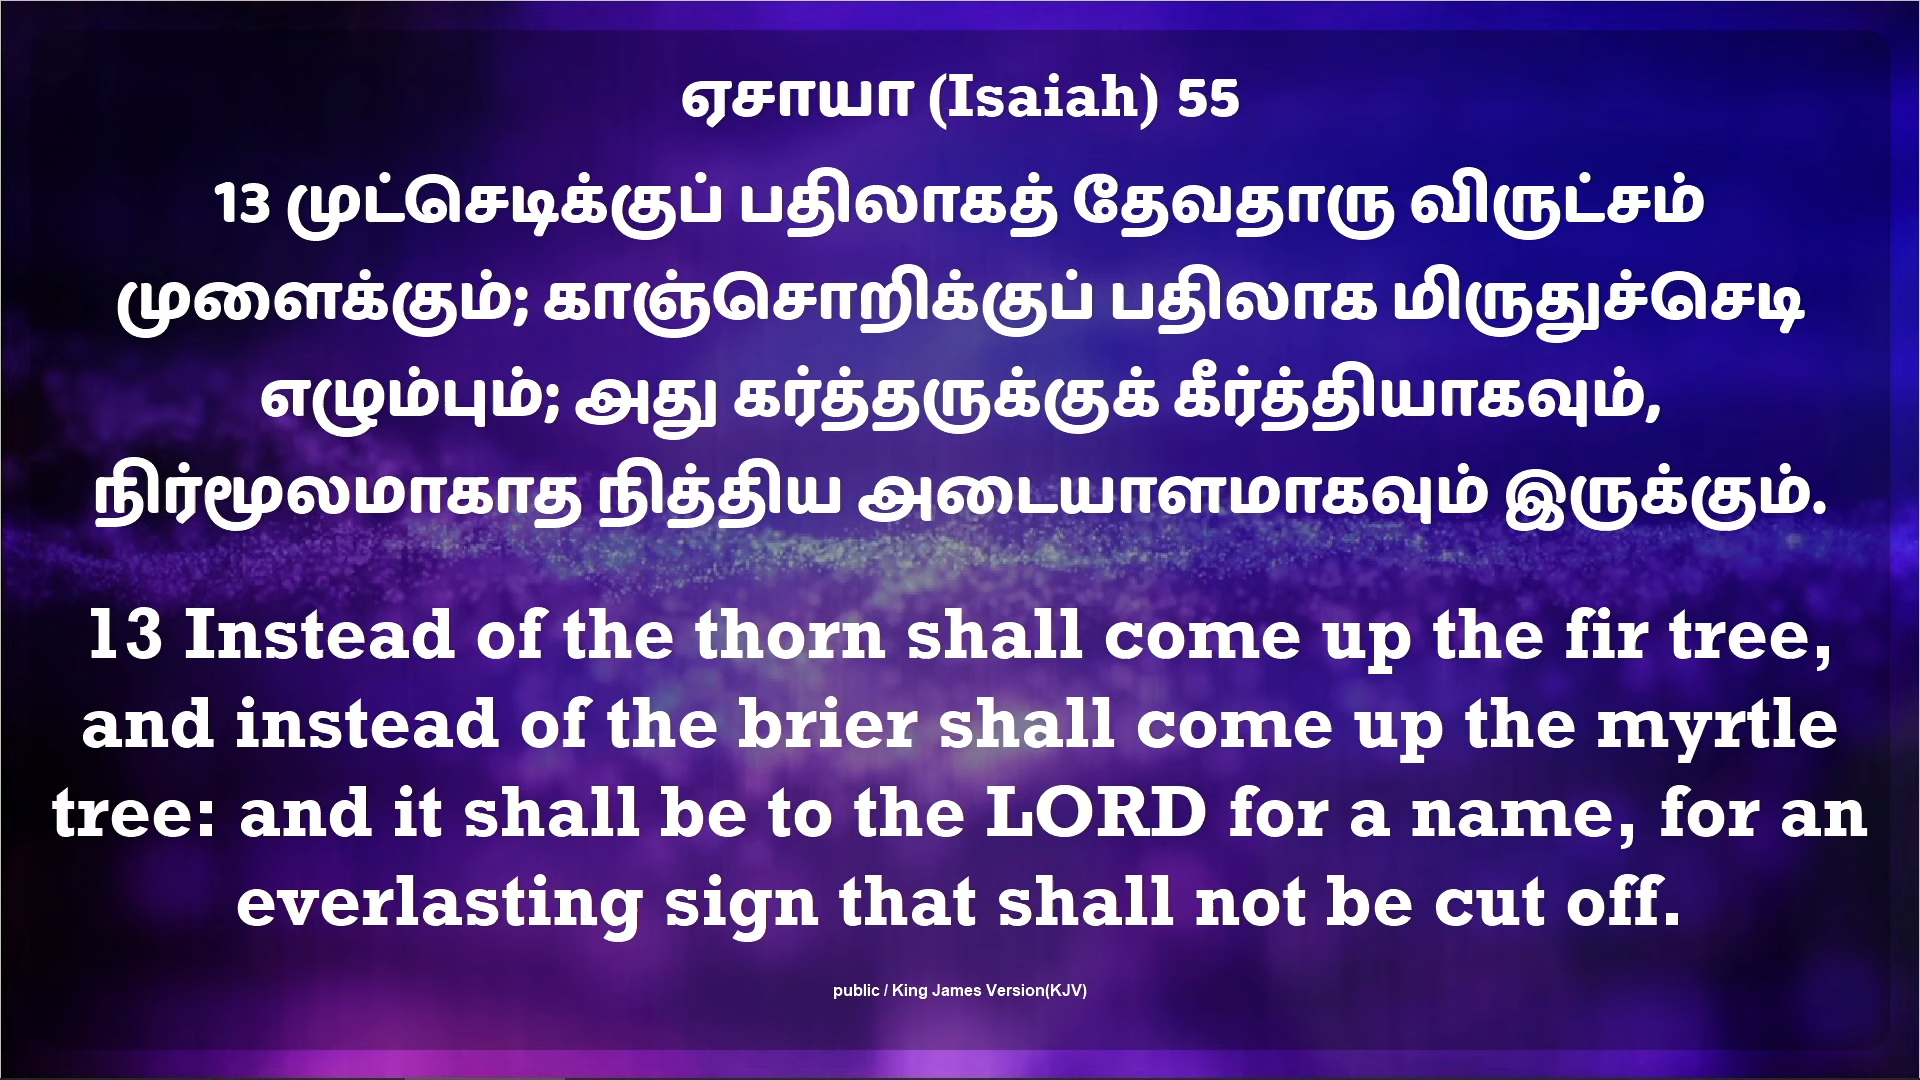 ஏசாயா (Isaiah) 55
13 முட்செடிக்குப் பதிலாகத் தேவதாரு விருட்சம்
முளைக்கும்; காஞ்சொறிக்குப் பதிலாக மிருதுச்செடி
எழும்பும்; அது கர்த்தருக்குக் கீர்த்தியாகவும்,
நிர்மூலமாகாத நித்திய அடையாளமாகவும் இருக்கும்.
13 Instead of the thorn shall come up the fir tree,
and instead of the brier shall come up the myrtle
tree: and it shall be to the LORD for a name, for an
everlasting sign that shall not be cut off.
public / King James Version(KJV)